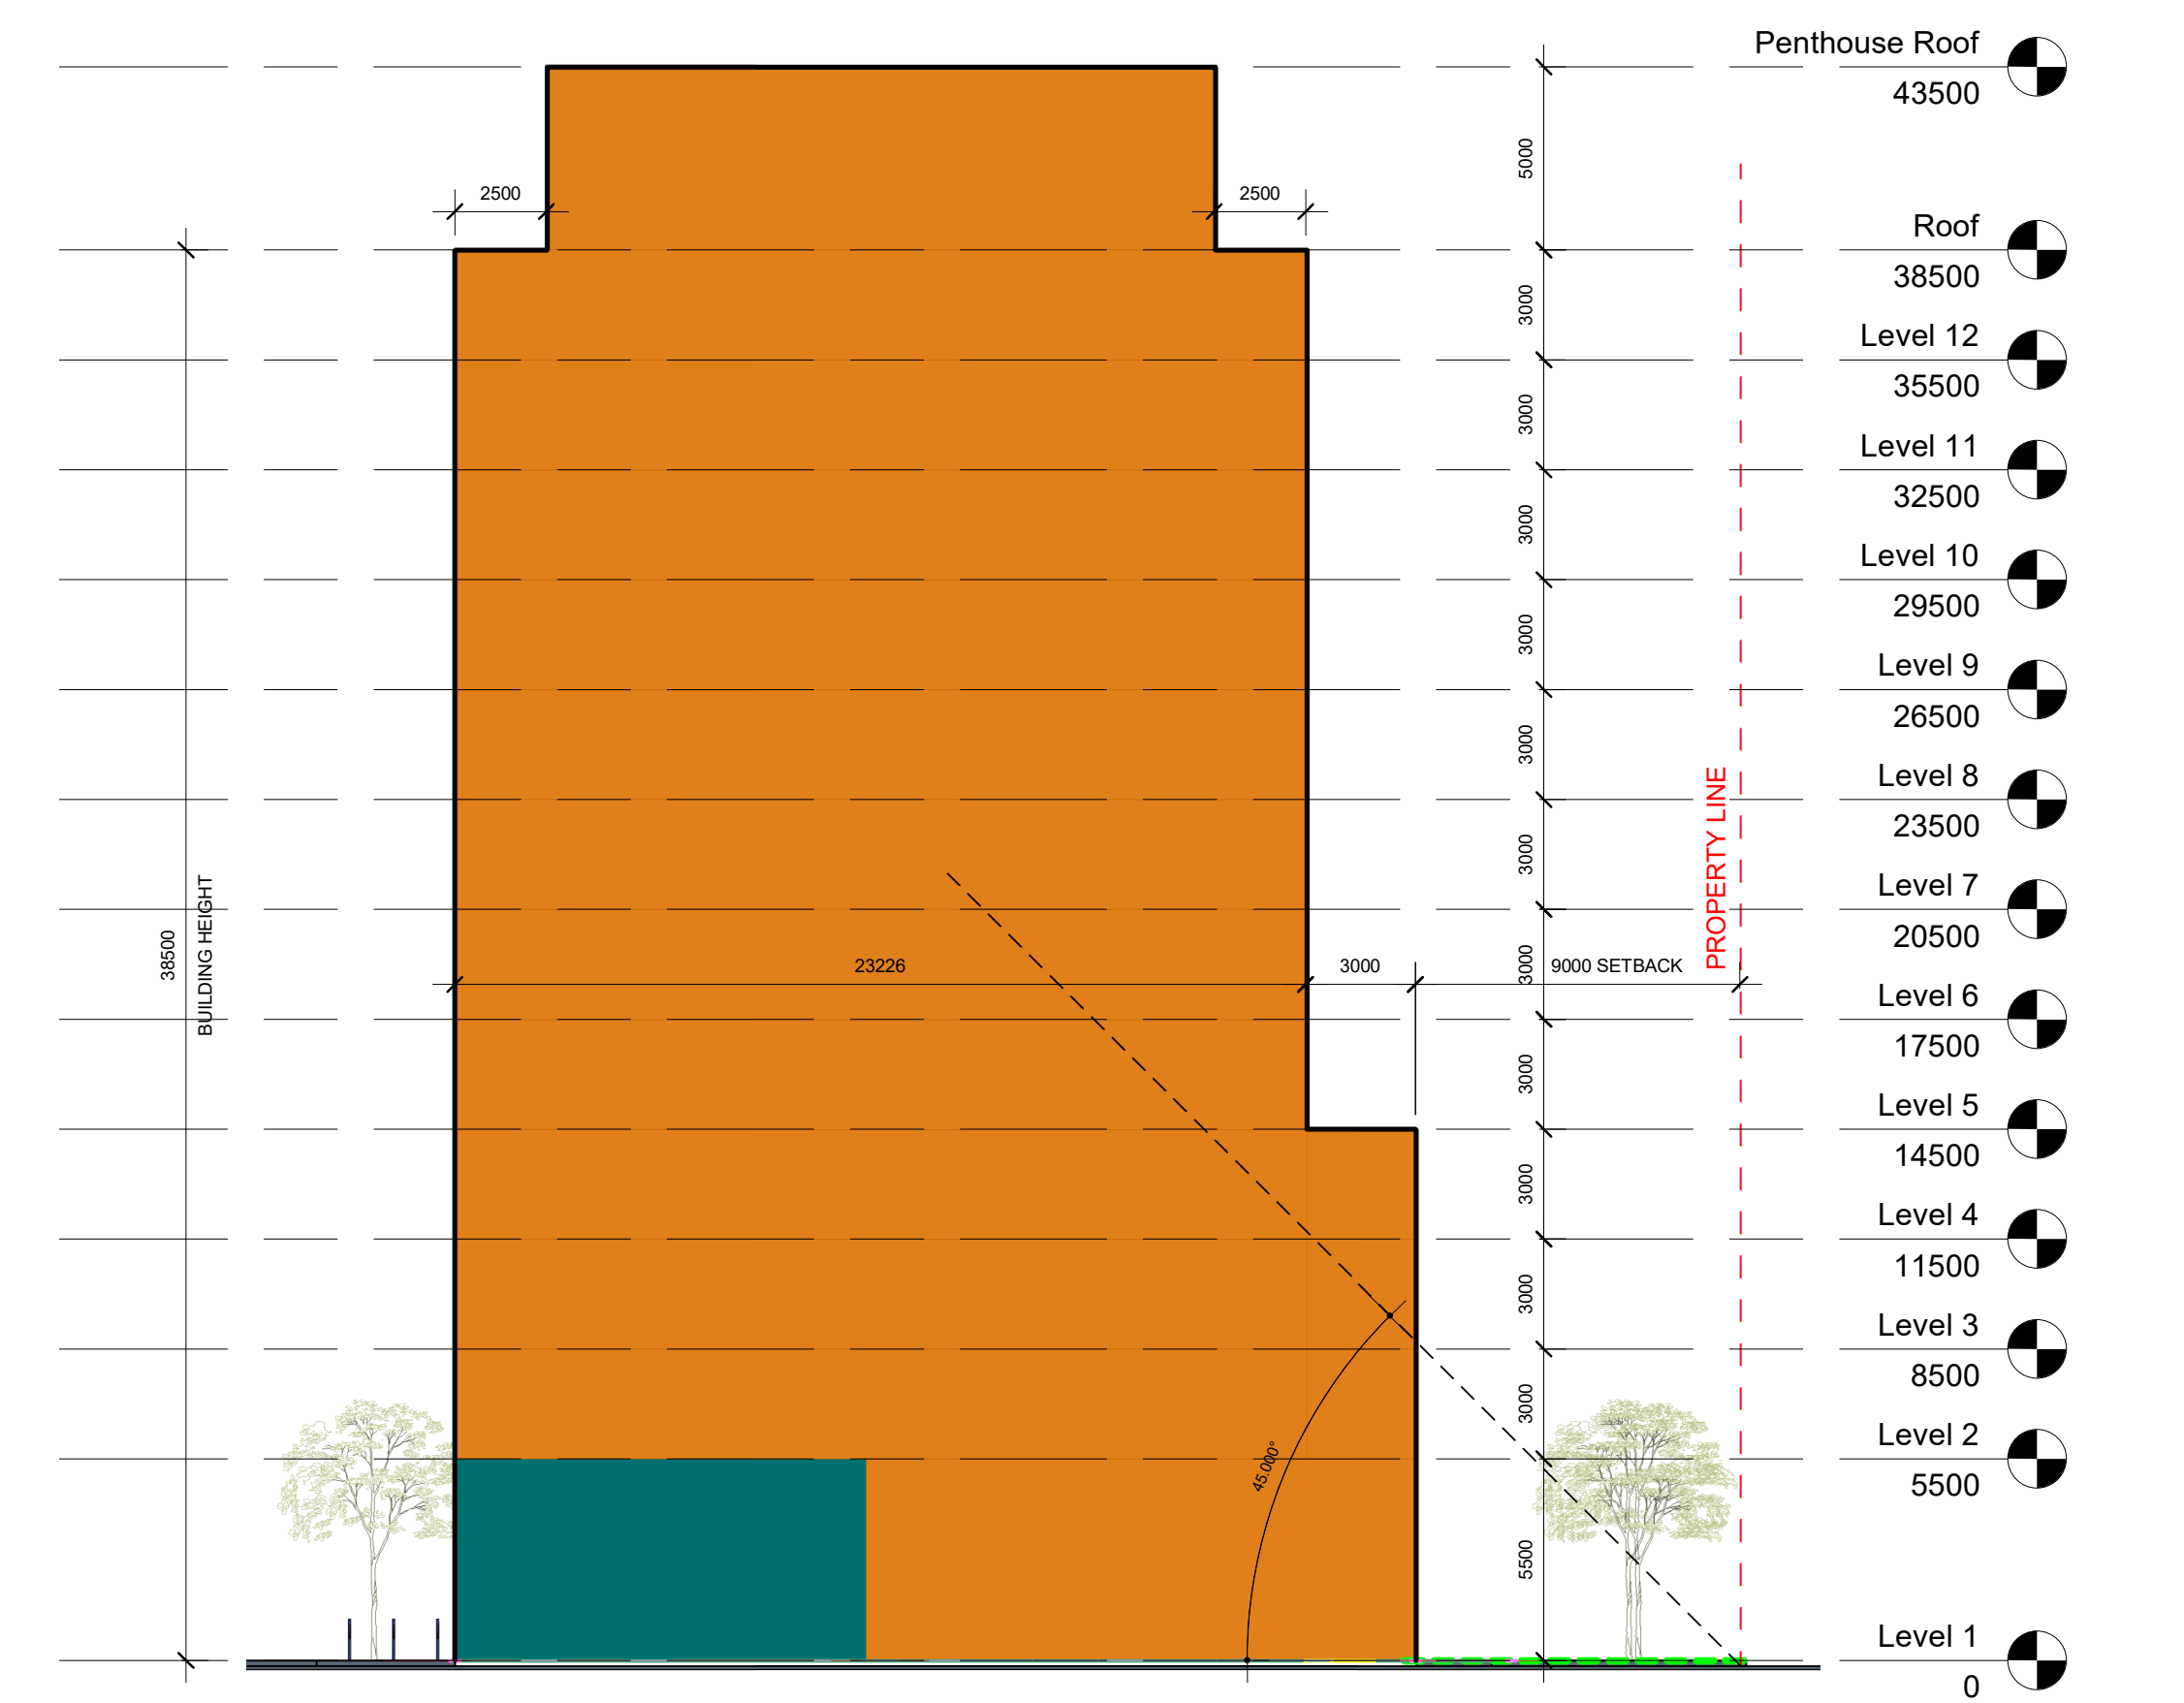 Penthouse Roof
43500
5000
2500
2500
Roof
38500
3000
Level 12
35500
3000
Level 11
32500
3000
Level 10
29500
3000
Level 9
26500
3000
Level 8
23500
3000
Level 7
20500
38500
BUILDING HEIGHT
23226
3000
3000
9000 SETBACK
PROPERTY LINE
Level 6
17500
3000
Level 5
14500
3000
Level 4
11500
3000
Level 3
8500
3000
Level 2
5500
45.000°
5500
Level 1
0